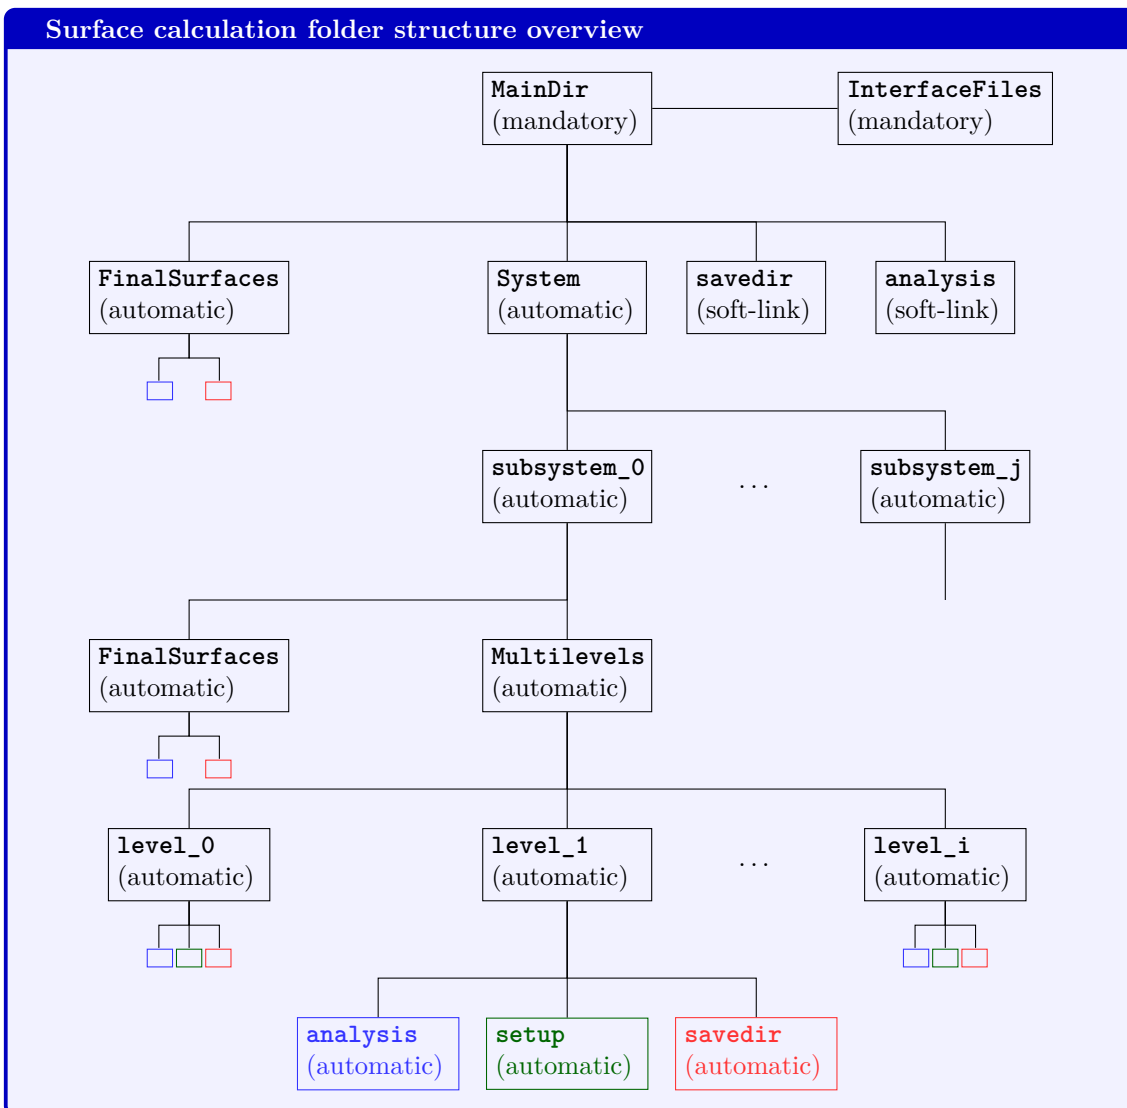 Surface calculation folder structure overview
MainDir
(mandatory)
InterfaceFiles
(mandatory)
FinalSurfaces
(automatic)
System
(automatic)
savedir
(soft-link)
analysis
(soft-link)
subsystem_0
(automatic)
...
subsystem_j
(automatic)
FinalSurfaces
(automatic)
Multilevels
(automatic)
level_0
(automatic)
level_1
(automatic)
...
level_i
(automatic)
analysis
(automatic)
setup
(automatic)
savedir
(automatic)